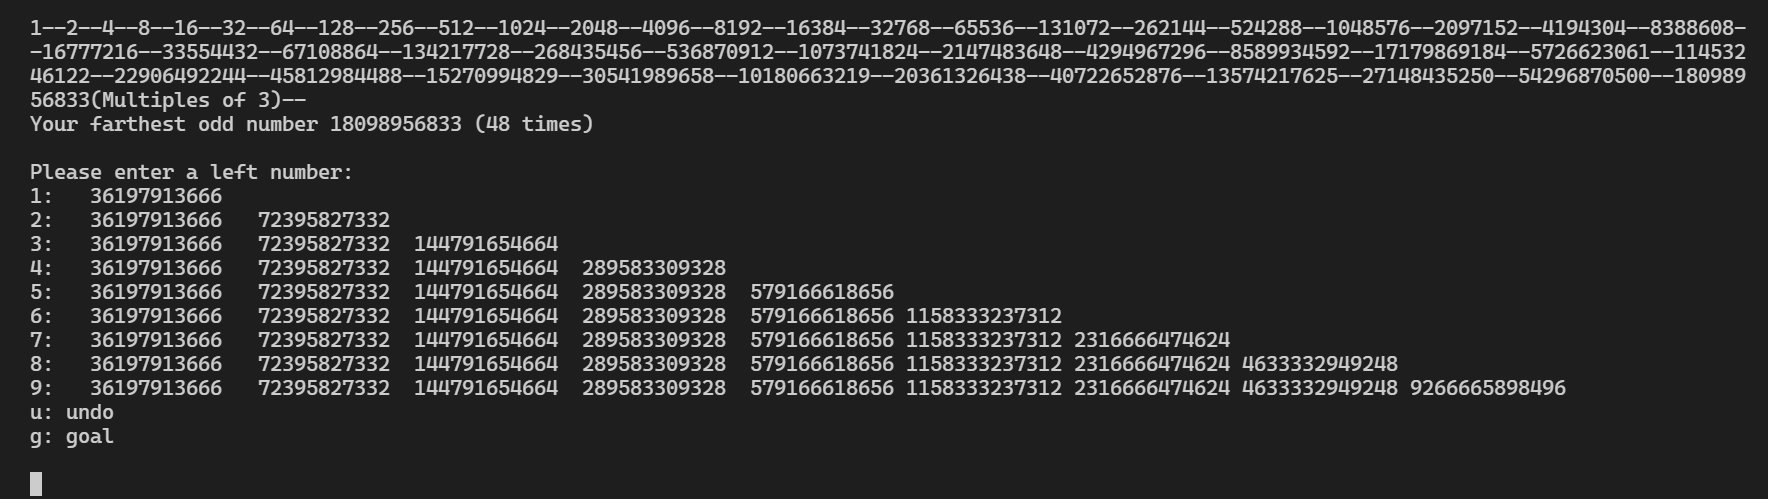 1--2--4--8--16--32--64--128--256--512--1024--2048--4096--8192--16384--32768--65536--131072--262144--524288--1048576--2097152--4194304--8388608-
-16777216--33554432--67108864--134217728--268435456--536870912--1073741824--2147483648--4294967296--8589934592--17179869184--5726623061--114532
46122--22906492244--45812984488--15270994829--30541989658--10180663219--20361326438--40722652876--13574217625--27148435250--54296870500--180989
56833(Multiples of 3)--
Your farthest odd number 18098956833 (48 times)
Please enter a left number:
1:   36197913666
2:   36197913666   72395827332
3:   36197913666   72395827332  144791654664
4:   36197913666   72395827332  144791654664  289583309328
5:   36197913666   72395827332  144791654664  289583309328  579166618656
6:   36197913666   72395827332  144791654664  289583309328  579166618656 1158333237312
7:   36197913666   72395827332  144791654664  289583309328  579166618656 1158333237312 2316666474624
8:   36197913666   72395827332  144791654664  289583309328  579166618656 1158333237312 2316666474624 4633332949248
9:   36197913666   72395827332  144791654664  289583309328  579166618656 1158333237312 2316666474624 4633332949248 9266665898496
u: undo
g: goal